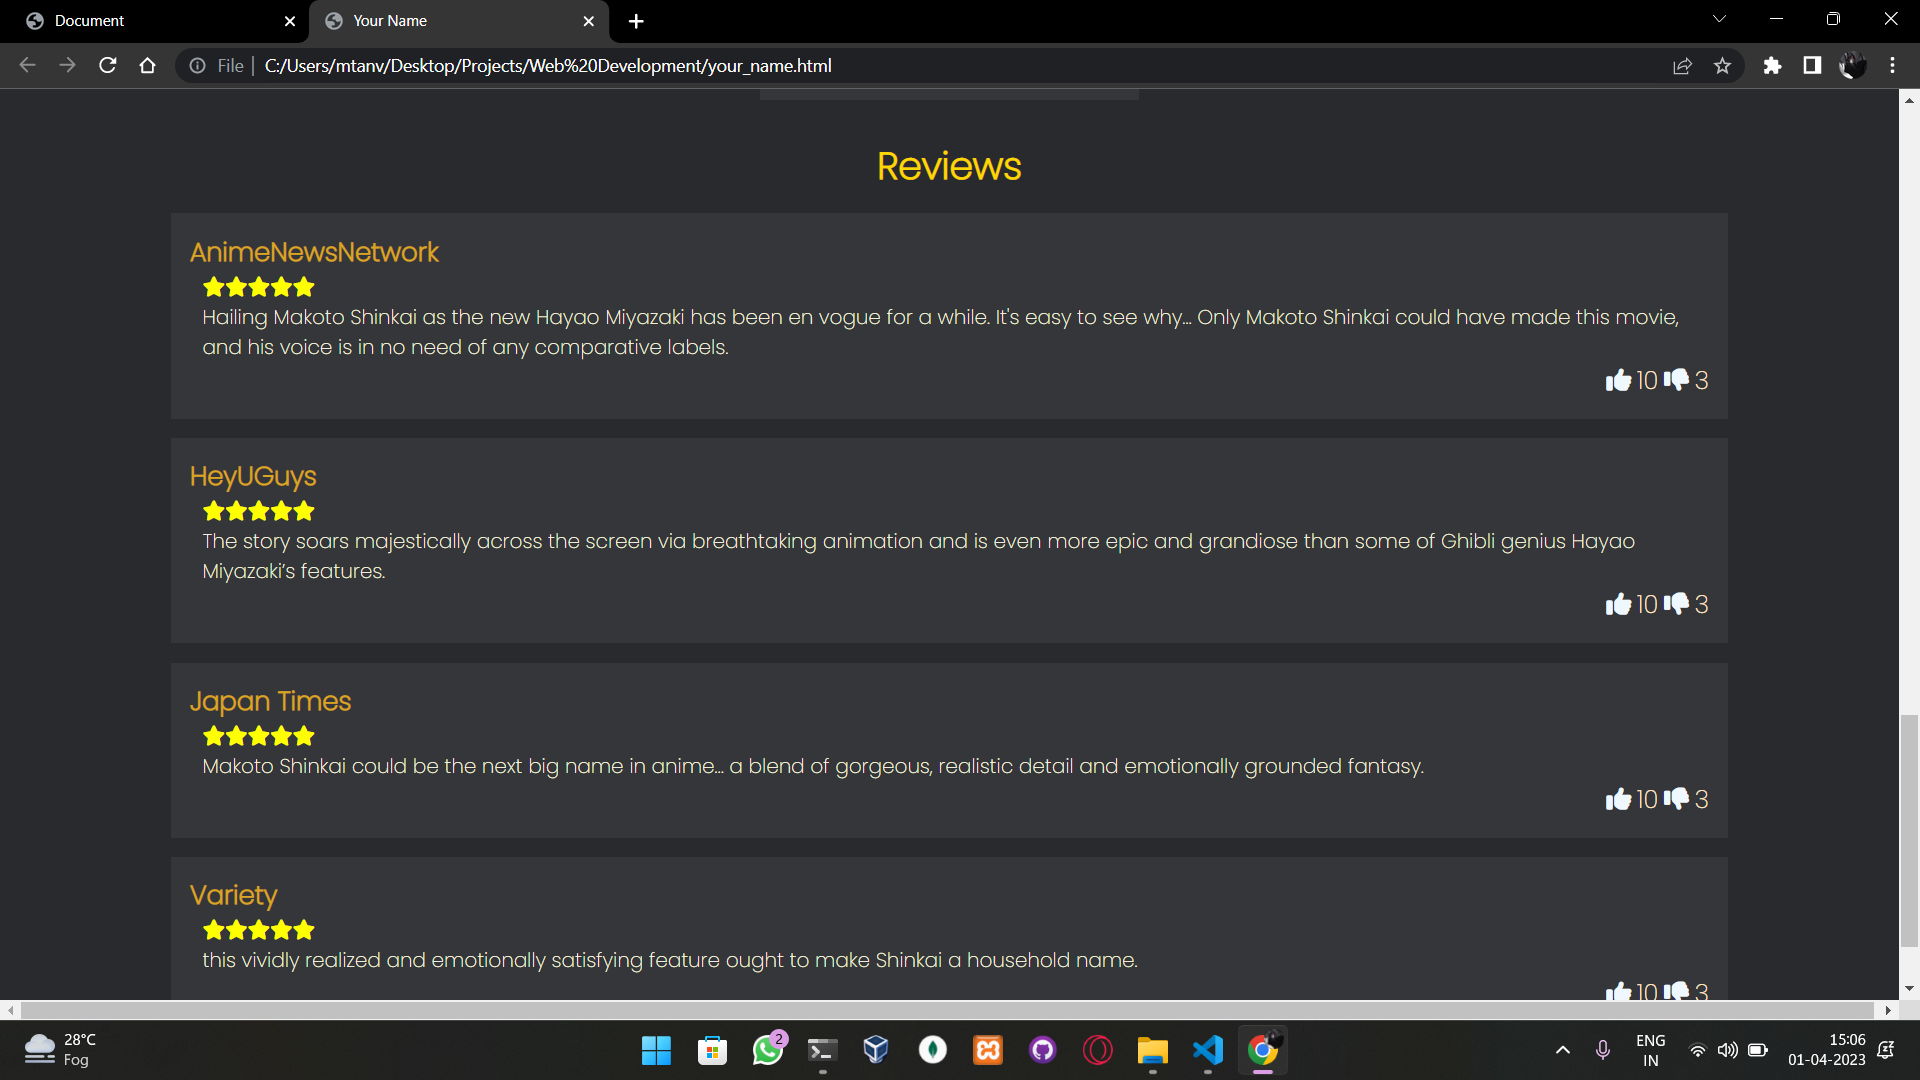 Document
Your Name
File
C:/Users/mtanv/Desktop/Projects/Web%20Development/your_name.html
Reviews
AnimeNewsNetwork
Hailing Makoto Shinkai as the new Hayao Miyazaki has been en vogue for a while. It's easy to see why... Only Makoto Shinkai could have made this movie,
and his voice is in no need of any comparative labels.
10 3
HeyUGuys
The story soars majestically across the screen via breathtaking animation and is even more epic and grandiose than some of Ghibli genius Hayao
Miyazaki’s features.
10 3
Japan Times
Makoto Shinkai could be the next big name in anime... a blend of gorgeous, realistic detail and emotionally grounded fantasy.
10 3
Variety
this vividly realized and emotionally satisfying feature ought to make Shinkai a household name.
10 3
28°C
Fog
2
ENG
IN
15:06
01-04-2023